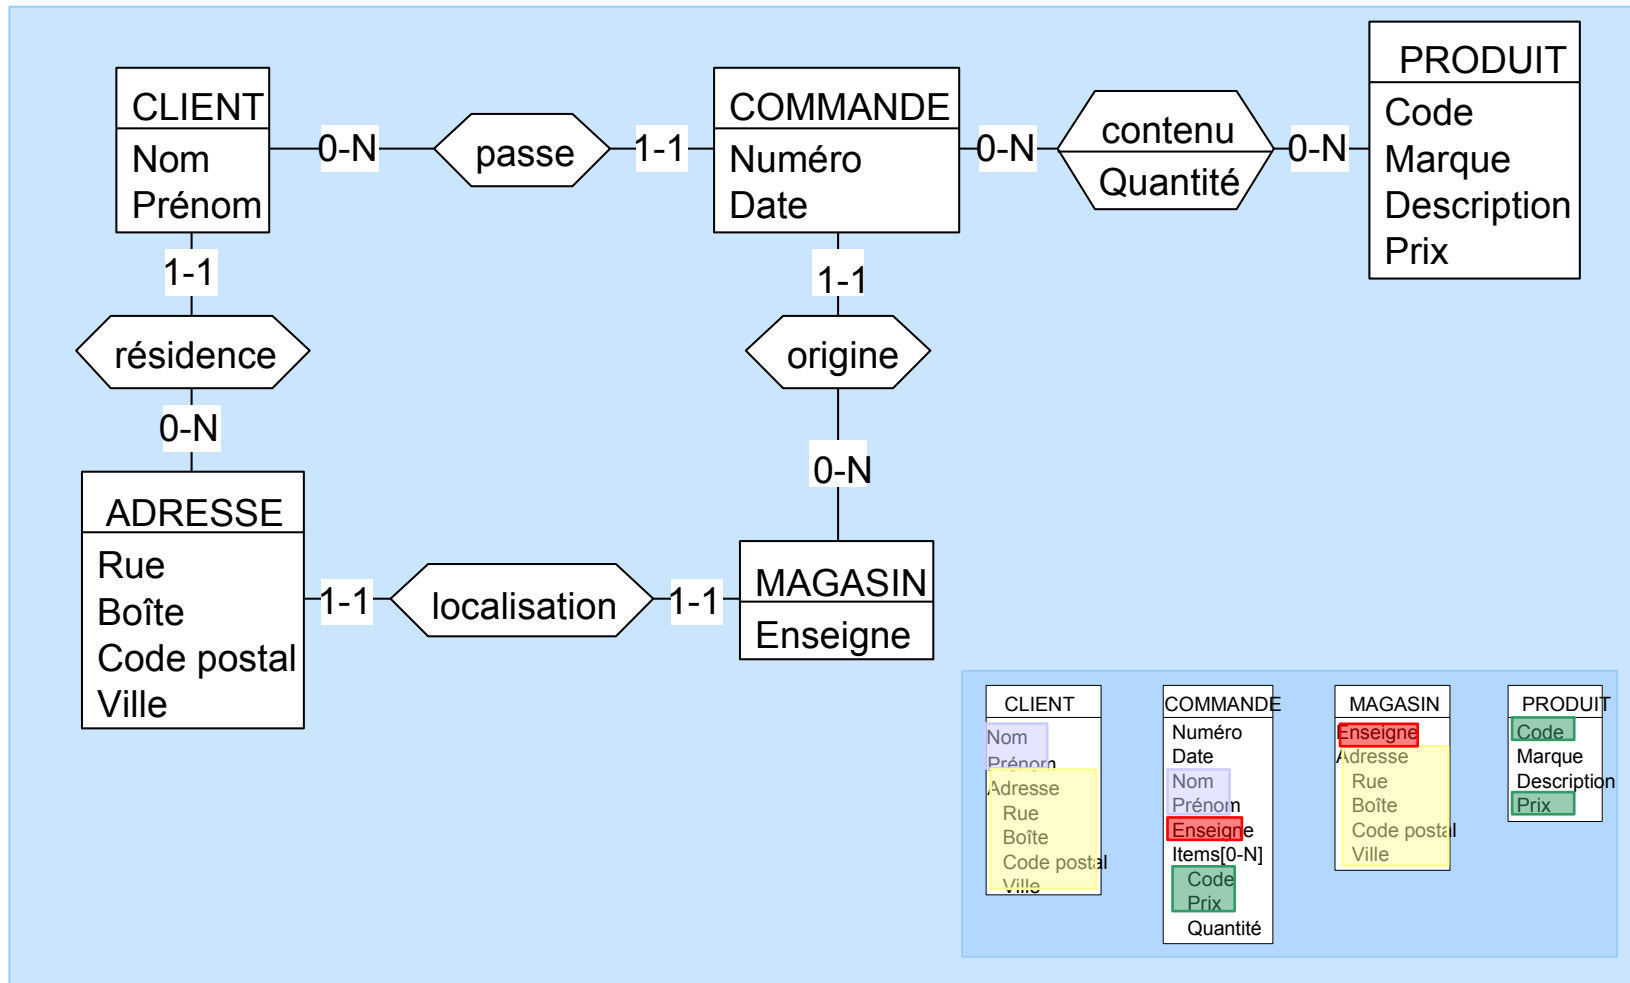 CLIENT
Nom
Prénom
0-N
passe
1-1
COMMANDE
Numéro
Date
0-N
contenu
Quantité
0-N
PRODUIT
Code
Marque
Description
Prix
1-1
résidence
0-N
1-1
origine
0-N
ADRESSE
Rue
Boîte
Code postal
Ville
1-1
localisation
1-1
MAGASIN
Enseigne
CLIENT
Nom
Prénom
Adresse
Rue
Boîte
Code postal
Ville
COMMANDE
Numéro
Date
Nom
Prénom
Enseigne
Items[0-N]
Code
Prix
Quantité
MAGASIN
Enseigne
Adresse
Rue
Boîte
Code postal
Ville
PRODUIT
Code
Marque
Description
Prix